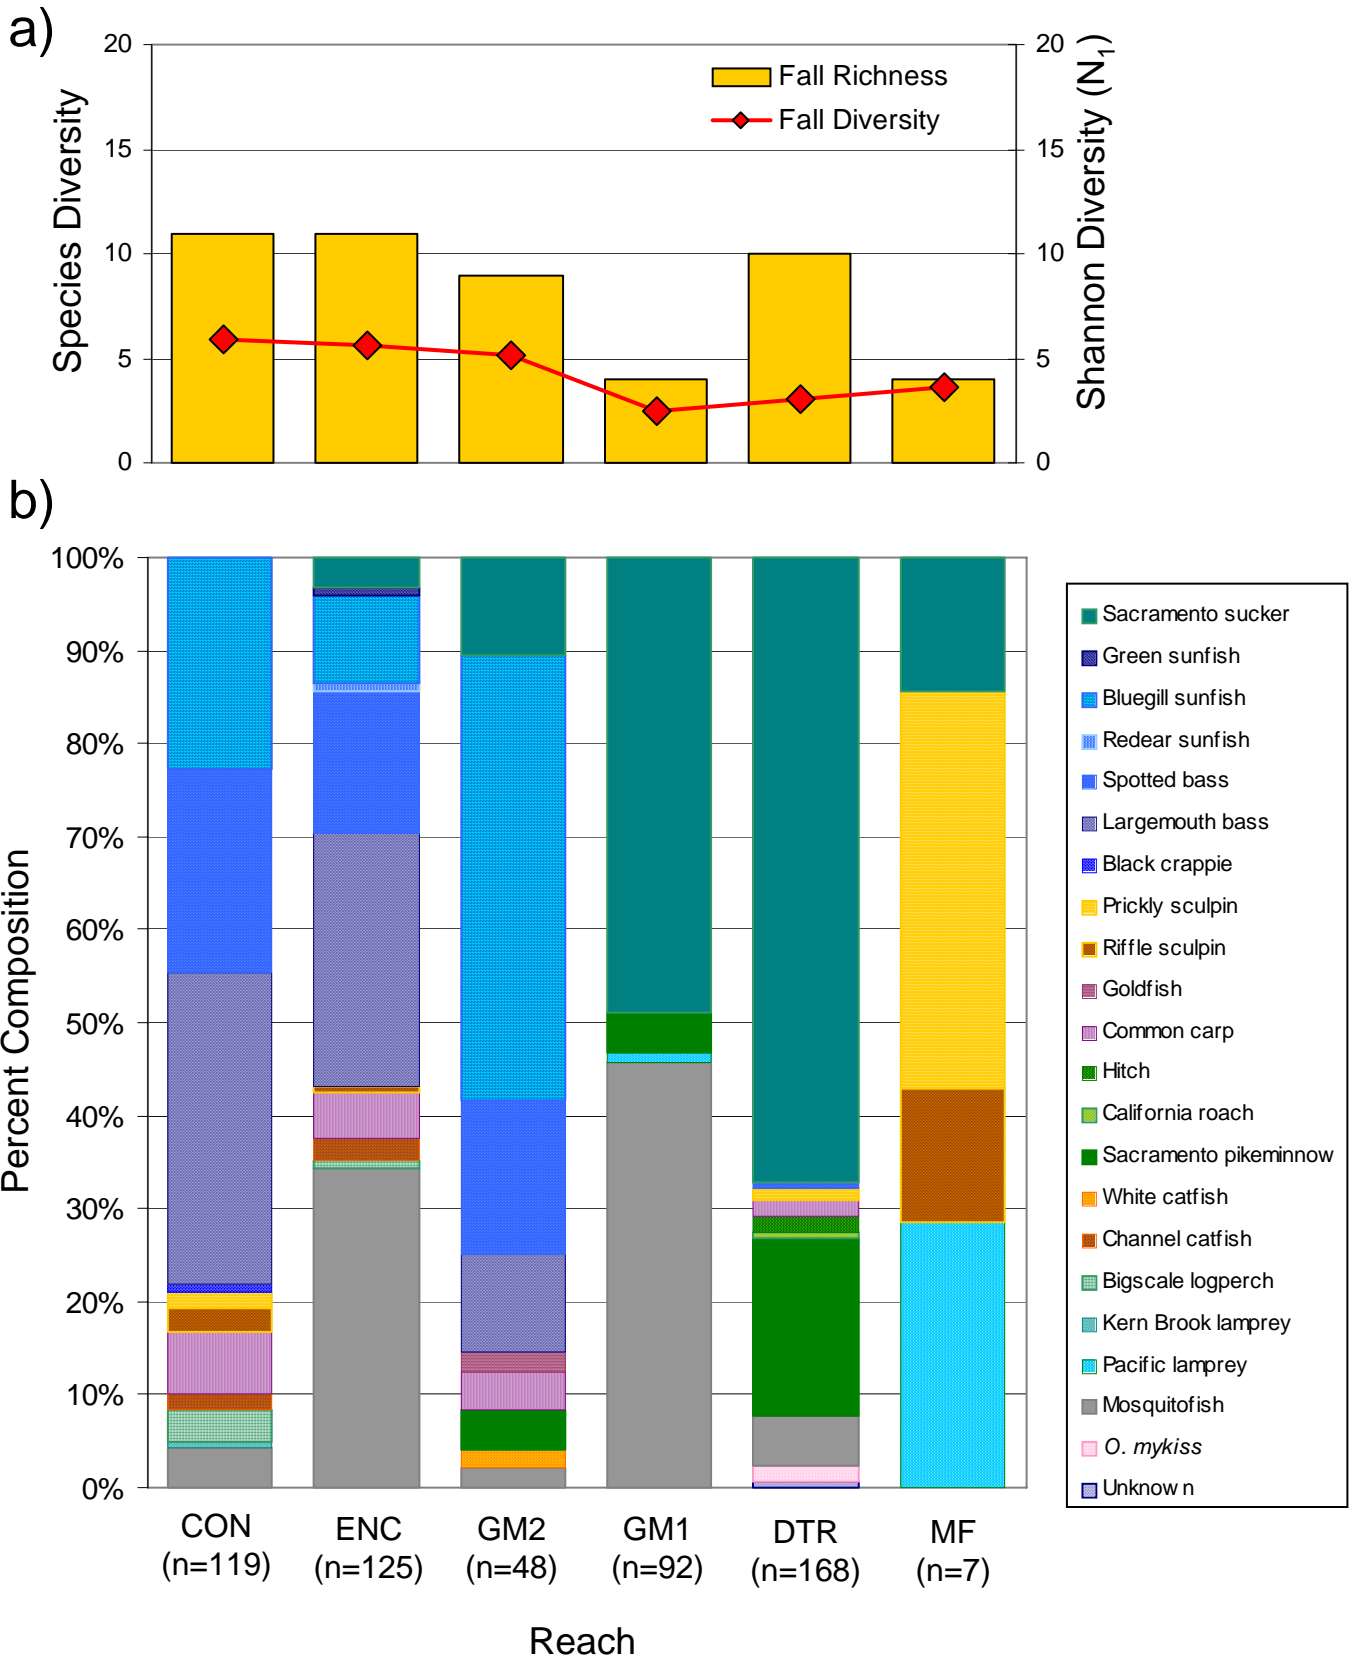 a)
Species Diversity
20
15
10
5
0
Fall Richness
Fall Diversity
20
15
10
5
0
Shannon Diversity (N1)
b)
Percent Composition
100%
90%
80%
70%
60%
50%
40%
30%
20%
10%
0%
Sacramento sucker
Green sunfish
Bluegill sunfish
Redear sunfish
Spotted bass
Largemouth bass
Black crappie
Prickly sculpin
Riffle sculpin
Goldfish
Common carp
Hitch
California roach
Sacramento pikeminnow
White catfish
Channel catfish
Bigscale logperch
Kern Brook lamprey
Pacific lamprey
Mosquitofish
O. mykiss
Unknown
CON ENC GM2 GM1 DTR MF
(n=119) (n=125) (n=48) (n=92) (n=168) (n=7)
Reach